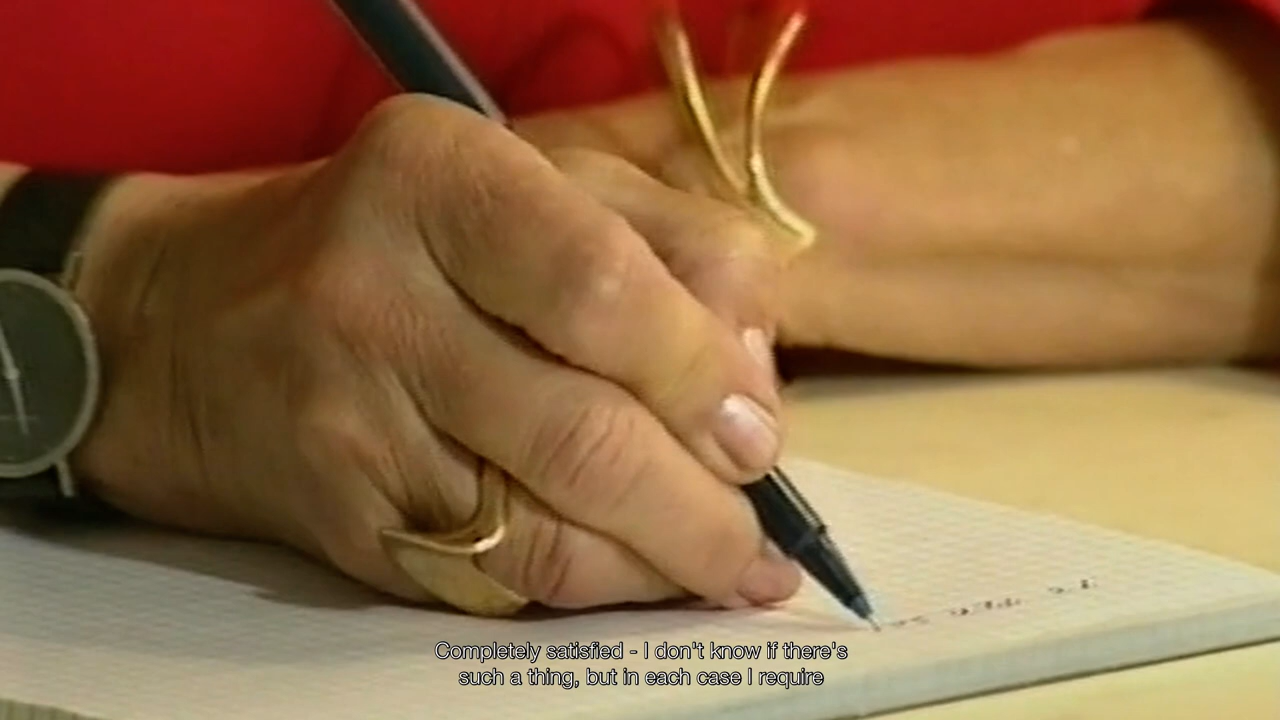 Completely satisfied - I don't know if there's
such a thing, but in each case I require